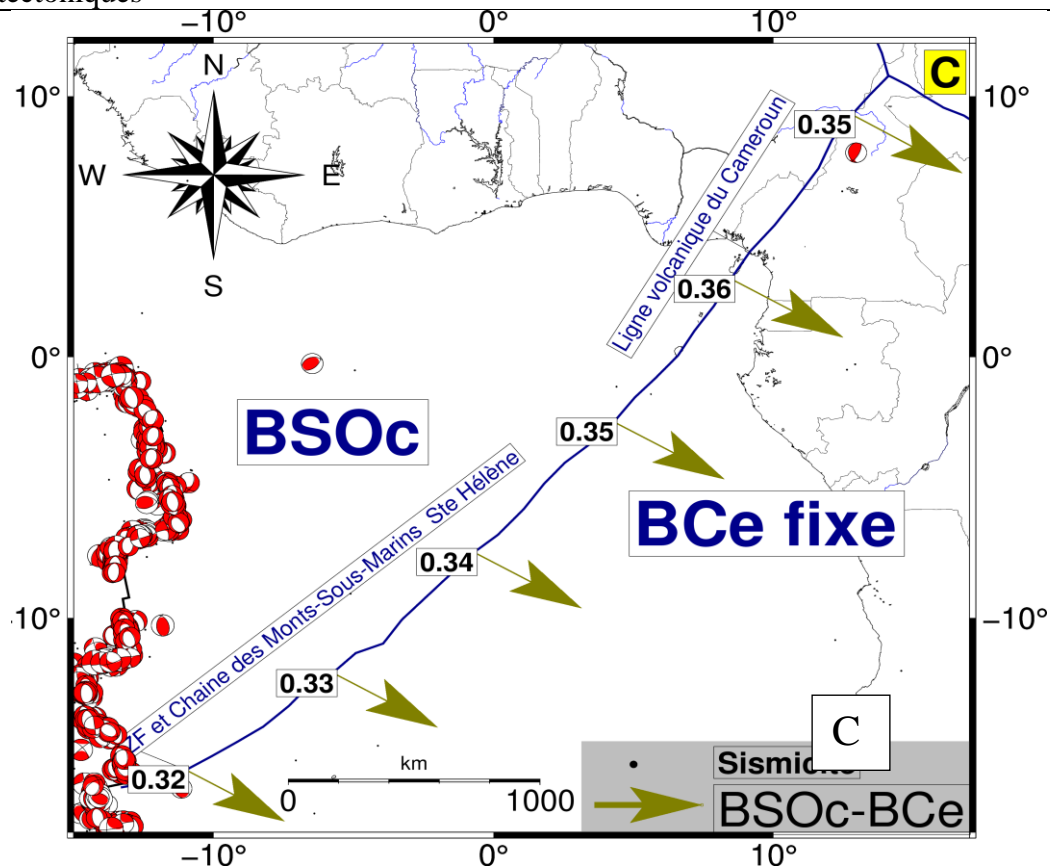 tectoniques
−10° 0° 10°
N
W E
S
C
10° 10°
0.35
Ligne volcanique du Cameroun
0.36
0° 0°
BSOc
0.35
BCe fixe
ZF et Chaine des Monts-Sous-Marins Ste Hélène
0.34
−10° −10°
0.33
C
0.32
km
0 1000
Sismicité
BSOc-BCe
−10° 0° 10°